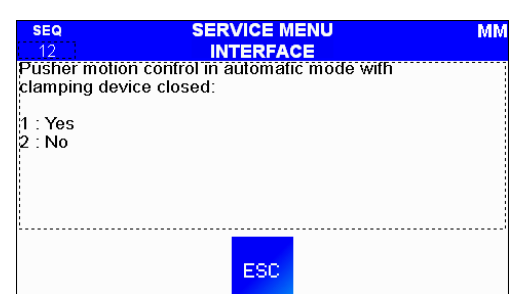 SEQ
SERVICE MENU
MM
12
INTERFACE
Pusher motion control in automatic mode with
clamping device closed:
1 : Yes
2 : No
ESC